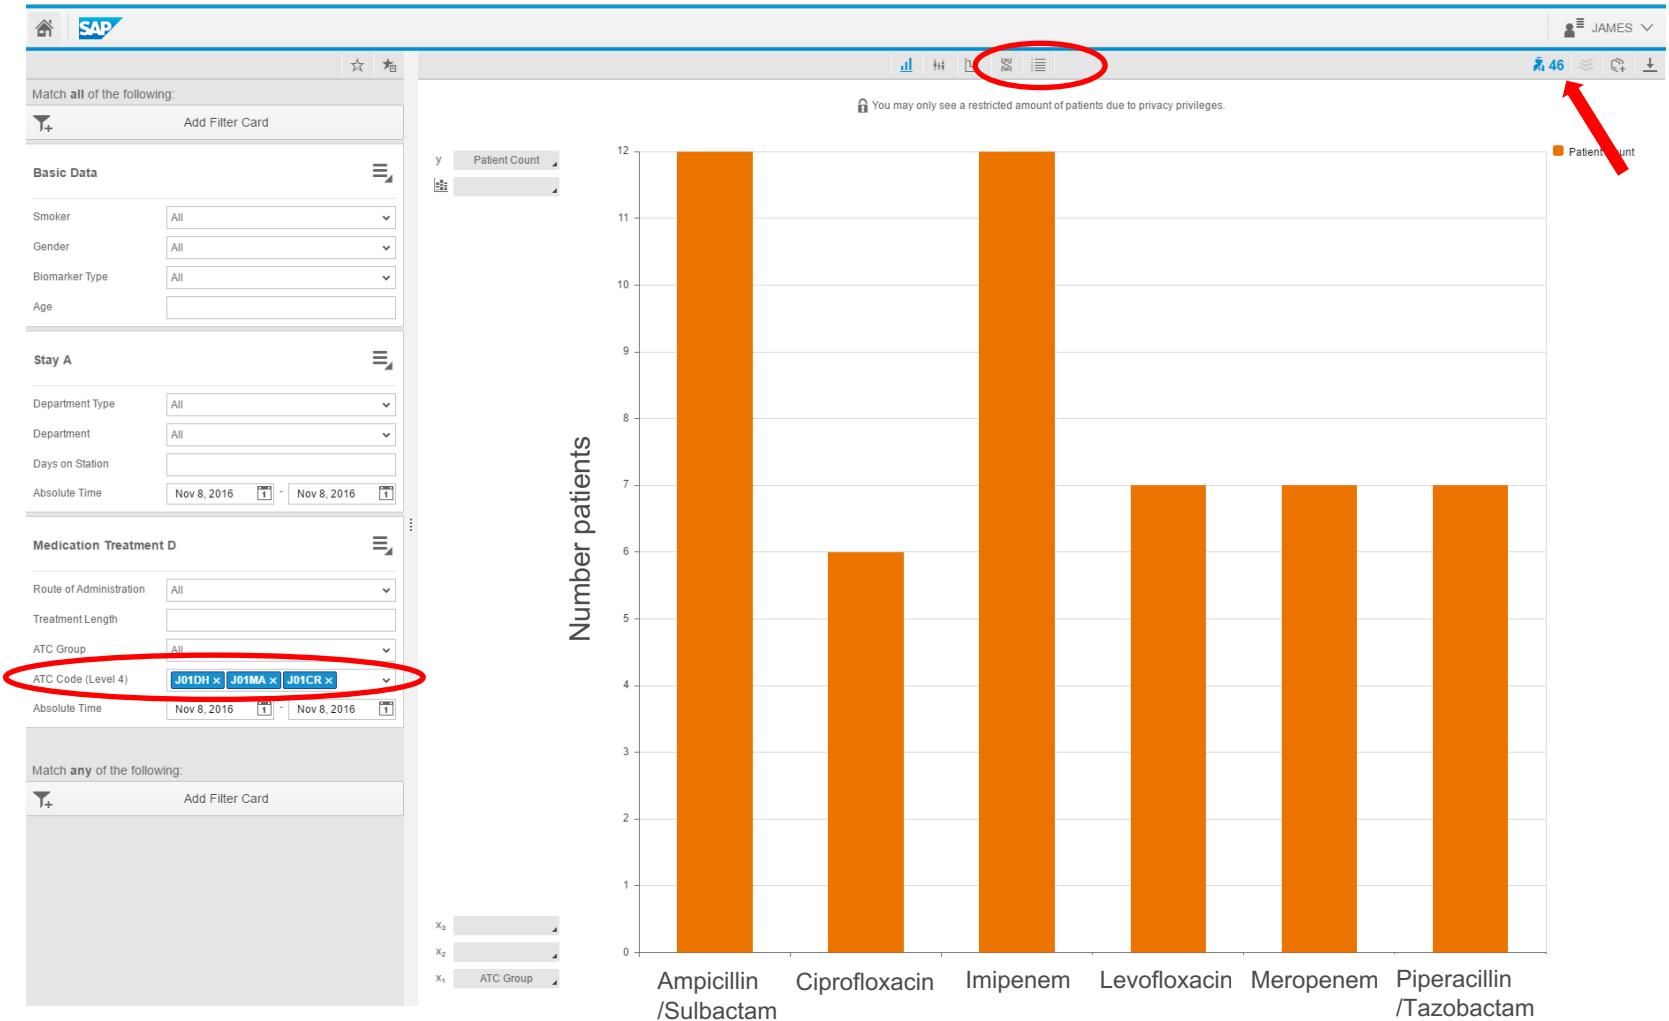 SAP
JAMES
46
Match all of the following:
Add Filter Card
Basic Data
Smoker All
Gender All
Biomarker Type All
Age
Stay A
Department Type All
Department All
Days on Station
Absolute Time Nov 8, 2016 - Nov 8, 2016
Medication Treatment D
Route of Administration All
Treatment Length
ATC Group All
ATC Code (Level 4) J01DH × J01MA × J01CR ×
Absolute Time Nov 8, 2016 - Nov 8, 2016
Match any of the following:
Add Filter Card
You may only see a restricted amount of patients due to privacy privileges.
y Patient Count
x₃
x₂
x₁ ATC Group
Number patients
12
11
10
9
8
7
6
5
4
3
2
1
0
Ampicillin
/Sulbactam
Ciprofloxacin
Imipenem
Levofloxacin
Meropenem
Piperacillin
/Tazobactam
Patient